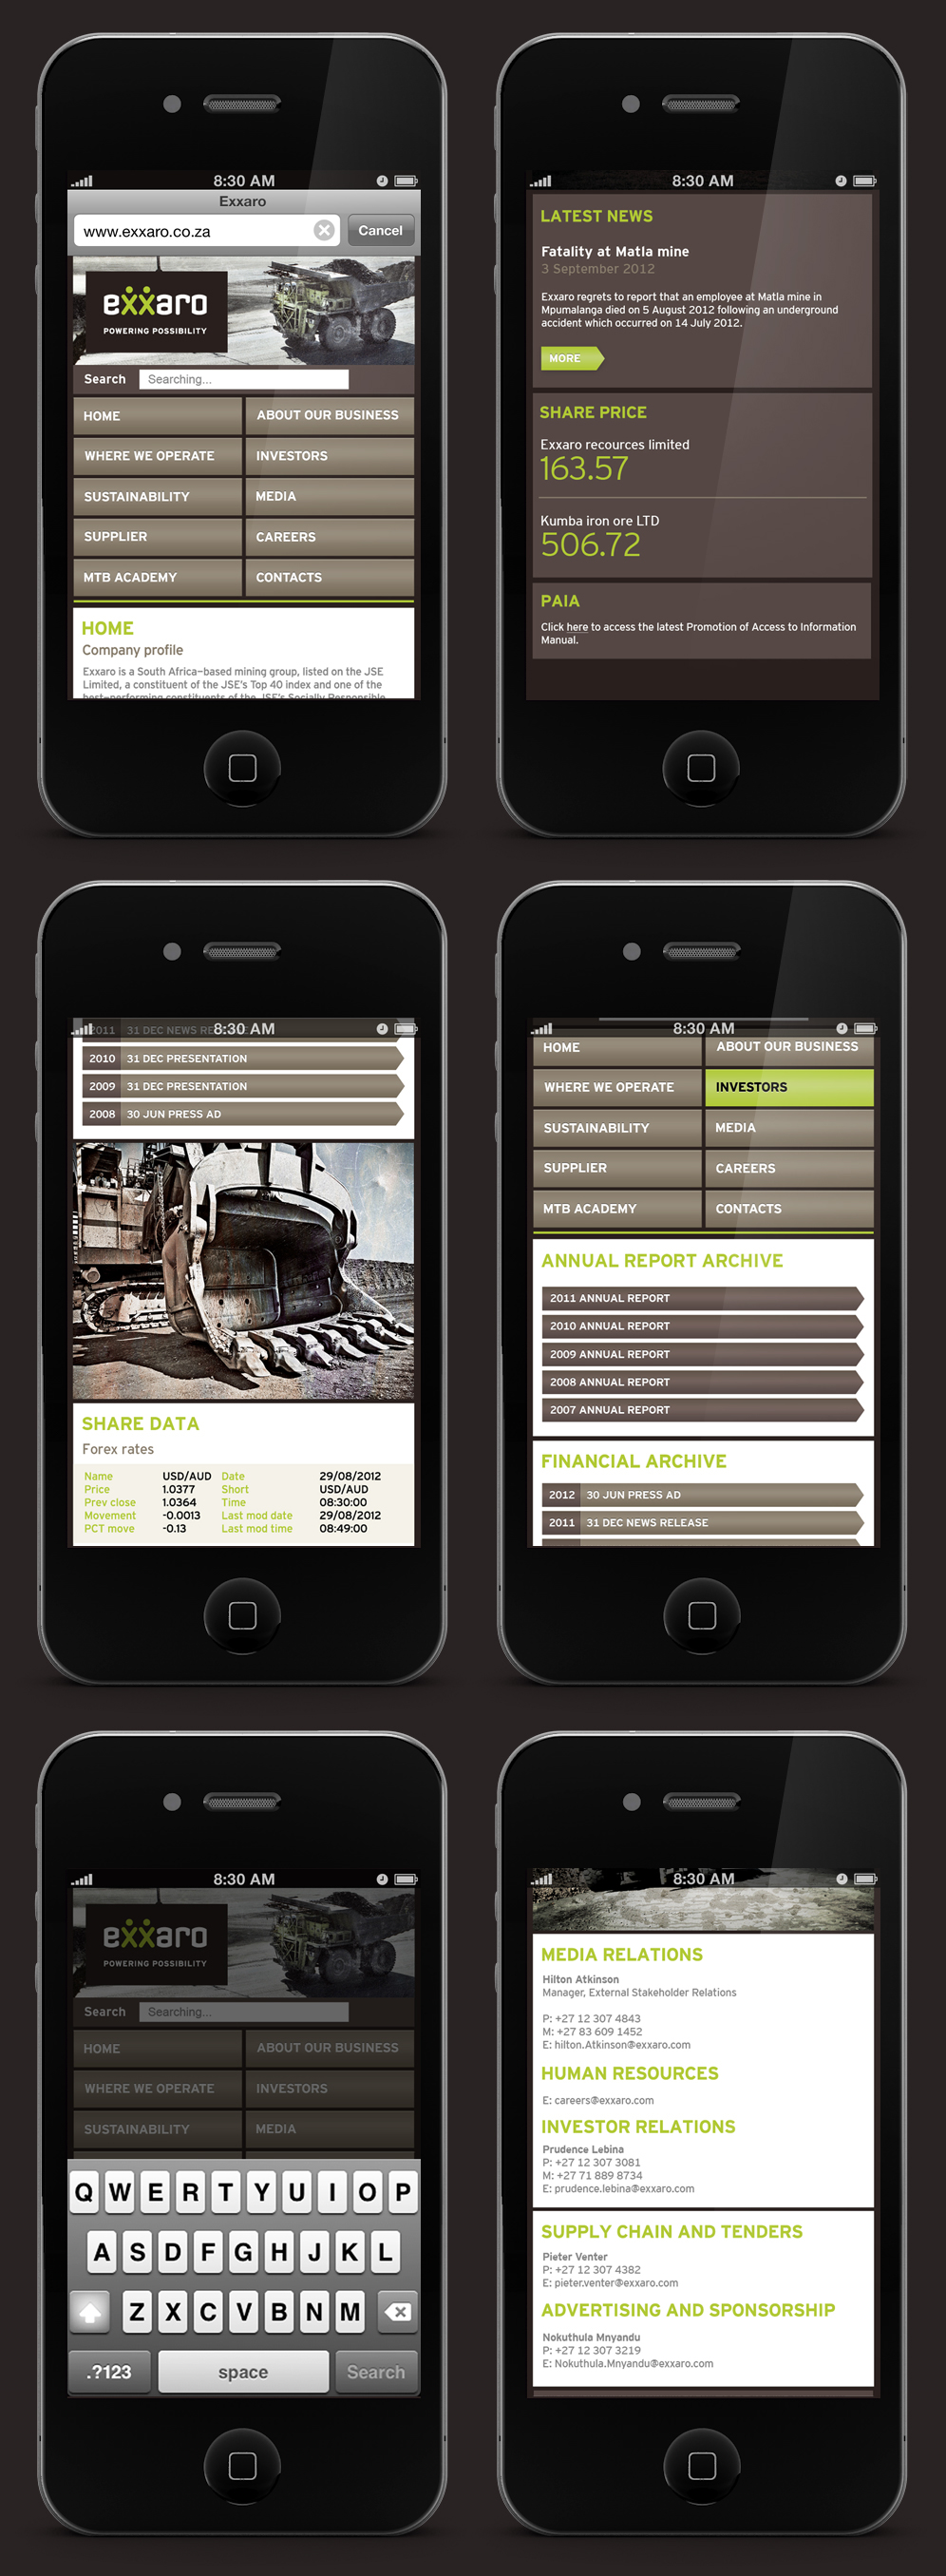 8:30 AM
Exxaro
www.exxaro.co.za
Cancel
exxaro
POWERING POSSIBILITY
Search
Searching...
HOME
ABOUT OUR BUSINESS
WHERE WE OPERATE
INVESTORS
SUSTAINABILITY
MEDIA
SUPPLIER
CAREERS
MTB ACADEMY
CONTACTS
HOME
Company profile
Exxaro is a South Africa–based mining group, listed on the JSE
Limited, a constituent of the JSE's Top 40 index and one of the
best–performing constituents of the JSE's Socially Responsible
8:30 AM
LATEST NEWS
Fatality at Matla mine
3 September 2012
Exxaro regrets to report that an employee at Matla mine in
Mpumalanga died on 5 August 2012 following an underground
accident which occurred on 14 July 2012.
MORE
SHARE PRICE
Exxaro recources limited
163.57
Kumba iron ore LTD
506.72
PAIA
Click here to access the latest Promotion of Access to Information
Manual.
8:30 AM
2011 31 DEC NEWS RE
2010 31 DEC PRESENTATION
2009 31 DEC PRESENTATION
2008 30 JUN PRESS AD
SHARE DATA
Forex rates
Name USD/AUD Date 29/08/2012
Price 1.0377 Short USD/AUD
Prev close 1.0364 Time 08:30:00
Movement -0.0013 Last mod date 29/08/2012
PCT move -0.13 Last mod time 08:49:00
8:30 AM
HOME
ABOUT OUR BUSINESS
WHERE WE OPERATE
INVESTORS
SUSTAINABILITY
MEDIA
SUPPLIER
CAREERS
MTB ACADEMY
CONTACTS
ANNUAL REPORT ARCHIVE
2011 ANNUAL REPORT
2010 ANNUAL REPORT
2009 ANNUAL REPORT
2008 ANNUAL REPORT
2007 ANNUAL REPORT
FINANCIAL ARCHIVE
2012 30 JUN PRESS AD
2011 31 DEC NEWS RELEASE
8:30 AM
exxaro
POWERING POSSIBILITY
Search
Searching...
HOME
ABOUT OUR BUSINESS
WHERE WE OPERATE
INVESTORS
SUSTAINABILITY
MEDIA
Q W E R T Y U I O P
A S D F G H J K L
Z X C V B N M
.?123 space Search
8:30 AM
MEDIA RELATIONS
Hilton Atkinson
Manager, External Stakeholder Relations
P: +27 12 307 4843
M: +27 83 609 1452
E: hilton.Atkinson@exxaro.com
HUMAN RESOURCES
E: careers@exxaro.com
INVESTOR RELATIONS
Prudence Lebina
P: +27 12 307 3081
M: +27 71 889 8734
E: prudence.lebina@exxaro.com
SUPPLY CHAIN AND TENDERS
Pieter Venter
P: +27 12 307 4382
E: pieter.venter@exxaro.com
ADVERTISING AND SPONSORSHIP
Nokuthula Mnyandu
P: +27 12 307 3219
E: Nokuthula.Mnyandu@exxaro.com